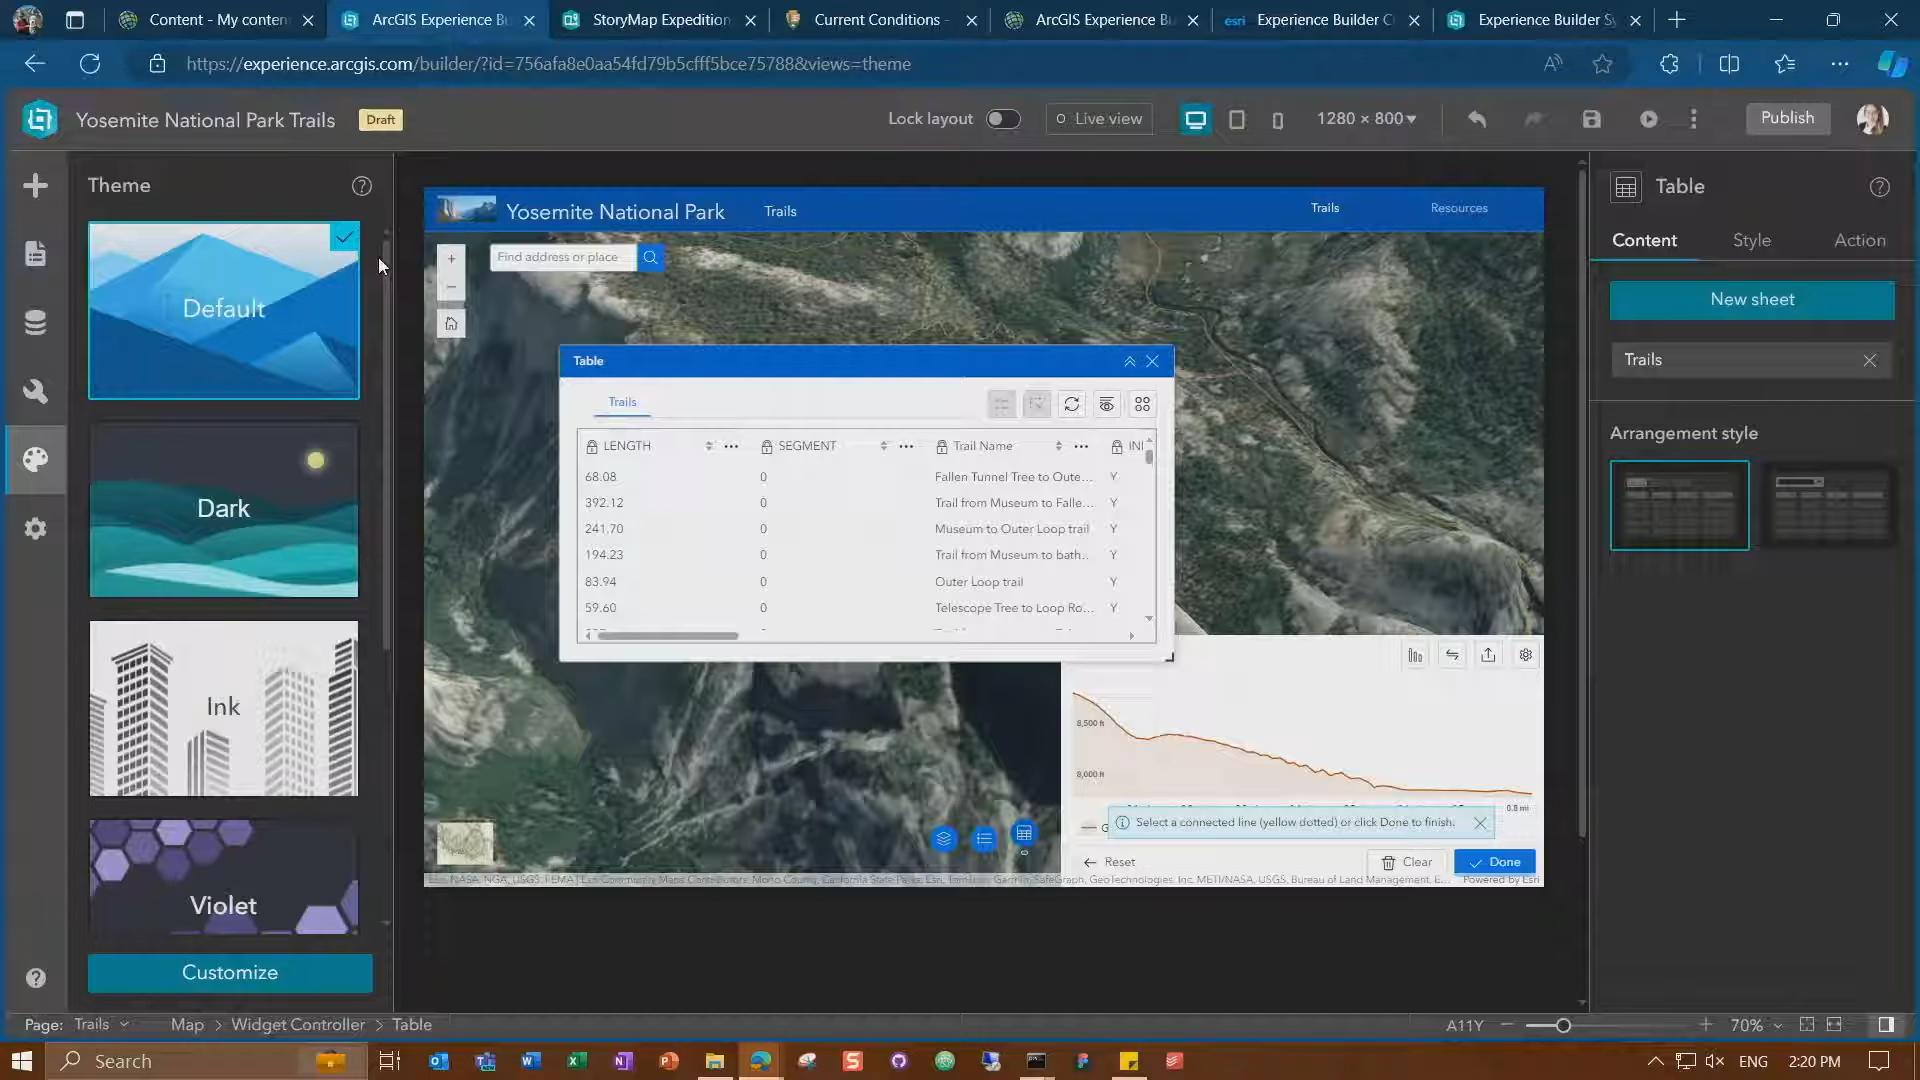 Content - My conten
ArcGIS Experience Bu
StoryMap Expedition
Current Conditions -
ArcGIS Experience Bu
esri
Experience Builder C
Experience Builder Sy
https://experience.arcgis.com/builder/?id=756afa8e0aa54fd79b5cfff5bce75788&views=theme
Yosemite National Park Trails
Draft
Lock layout
Live view
1280 × 800
Publish
Theme
Default
Dark
Ink
Violet
Customize
Yosemite National Park
Trails
Trails
Resources
Find address or place
Table
Trails
LENGTH
SEGMENT
Trail Name
INI
68.08
0
Fallen Tunnel Tree to Oute...
Y
392.12
0
Trail from Museum to Falle...
Y
241.70
0
Museum to Outer Loop trail
Y
194.23
0
Trail from Museum to bath...
Y
83.94
0
Outer Loop trail
Y
59.60
0
Telescope Tree to Loop Ro...
Y
8,500 ft
8,000 ft
0.8 mi
Select a connected line (yellow dotted) or click Done to finish.
Reset
Clear
Done
Powered by Esri
Table
Content
Style
Action
New sheet
Trails
Arrangement style
Page:
Trails
Map > Widget Controller > Table
A11Y
70%
Search
ENG
2:20 PM